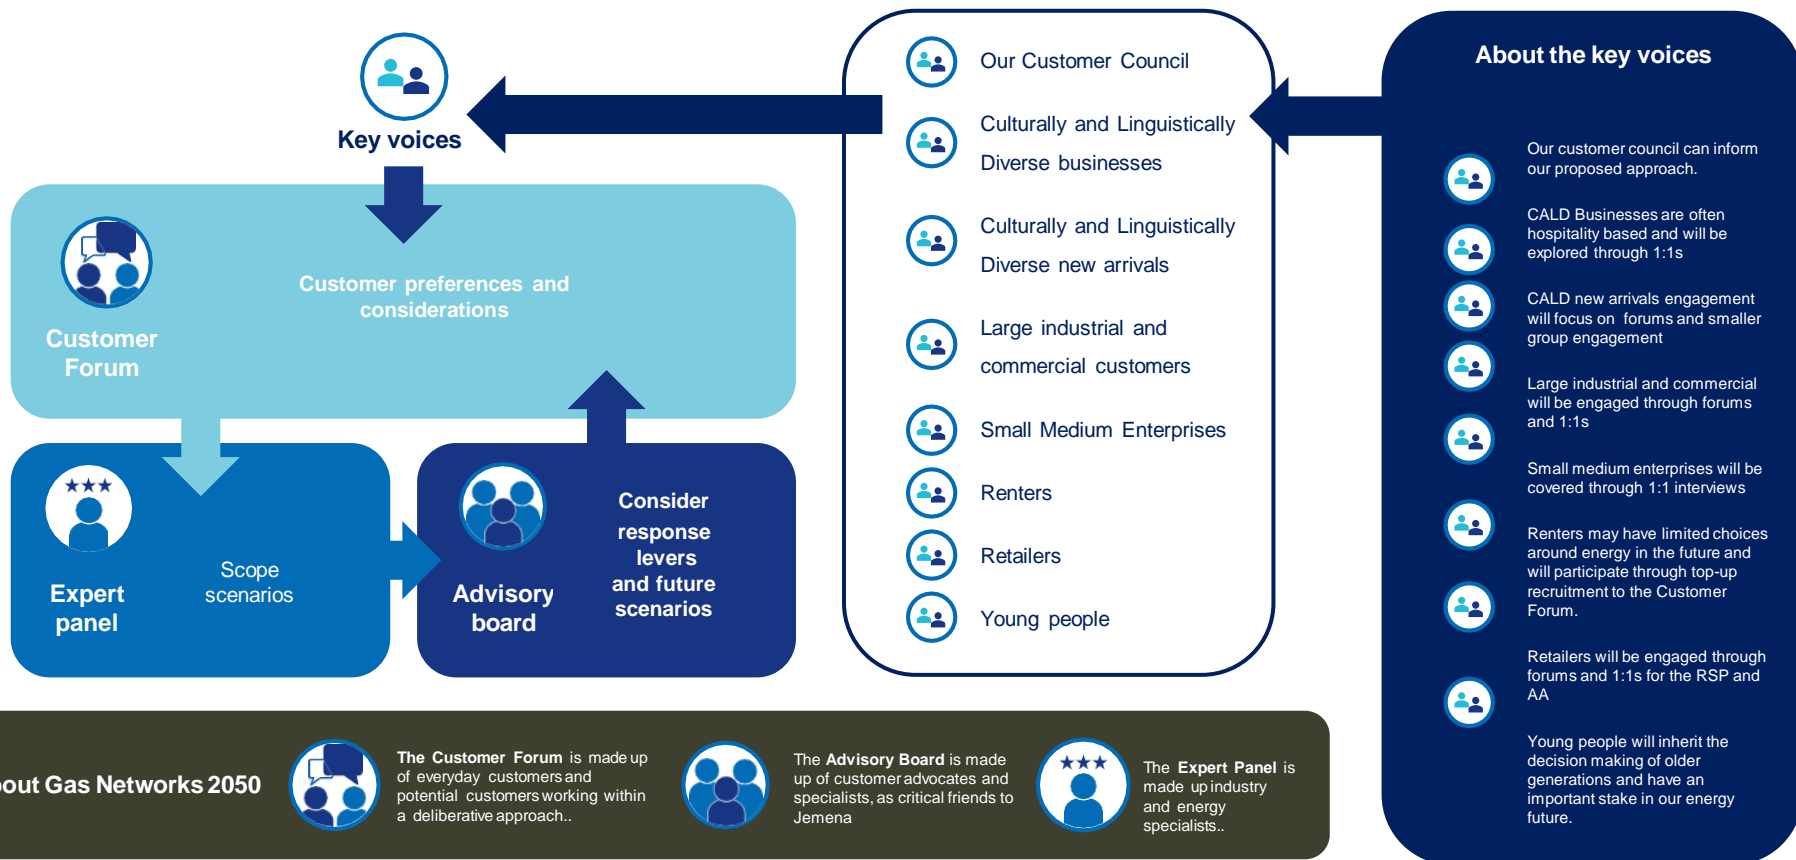 Key voices
Customer
Forum
Customer preferences and
considerations
Expert
panel
Scope
scenarios
Advisory
board
Consider
response
levers
and future
scenarios
Our Customer Council
Culturally and Linguistically
Diverse businesses
Culturally and Linguistically
Diverse new arrivals
Large industrial and
commercial customers
Small Medium Enterprises
Renters
Retailers
Young people
About the key voices
Our customer council can inform
our proposed approach.
CALD Businesses are often
hospitality based and will be
explored through 1:1s
CALD new arrivals engagement
will focus on forums and smaller
group engagement
Large industrial and commercial
will be engaged through forums
and 1:1s
Small medium enterprises will be
covered through 1:1 interviews
Renters may have limited choices
around energy in the future and
will participate through top-up
recruitment to the Customer
Forum.
Retailers will be engaged through
forums and 1:1s for the RSP and
AA
Young people will inherit the
decision making of older
generations and have an
important stake in our energy
future.
out Gas Networks 2050
The Customer Forum is made up
of everyday customers and
potential customers working within
a deliberative approach..
The Advisory Board is made
up of customer advocates and
specialists, as critical friends to
Jemena
The Expert Panel is
made up industry
and energy
specialists..